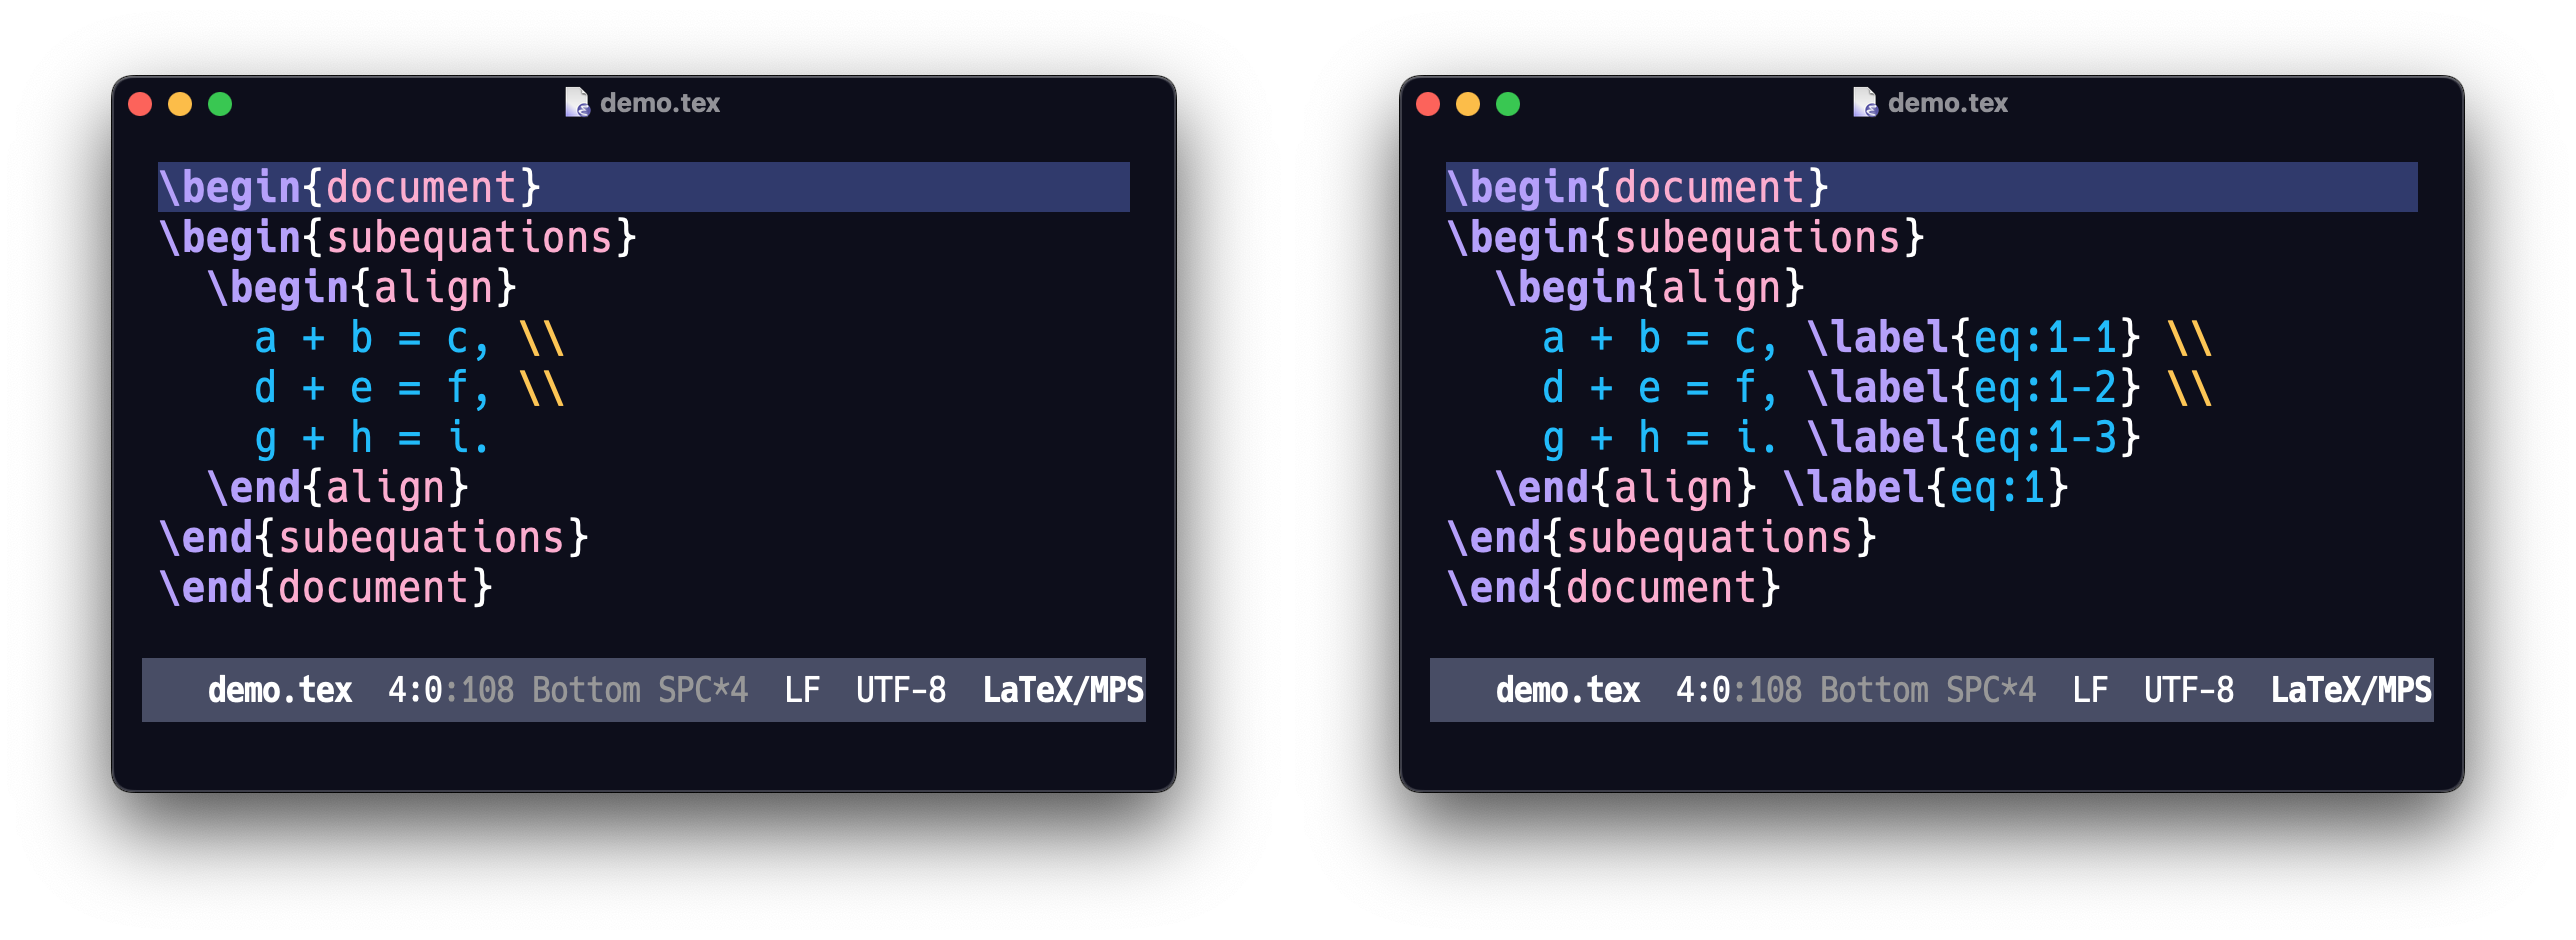 demo.tex
\begin{document}
\begin{subequations}
  \begin{align}
    a + b = c, \\
    d + e = f, \\
    g + h = i.
  \end{align}
\end{subequations}
\end{document}
demo.tex 4:0:108 Bottom SPC*4 LF UTF-8 LaTeX/MPS
demo.tex
\begin{document}
\begin{subequations}
  \begin{align}
    a + b = c, \label{eq:1-1} \\
    d + e = f, \label{eq:1-2} \\
    g + h = i. \label{eq:1-3}
  \end{align} \label{eq:1}
\end{subequations}
\end{document}
demo.tex 4:0:108 Bottom SPC*4 LF UTF-8 LaTeX/MPS